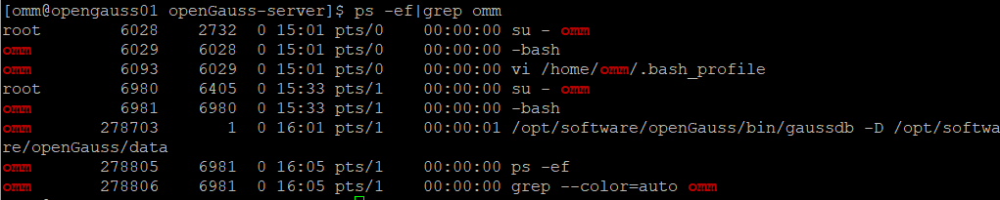 [omm@opengauss01 openGauss-server]$ ps -ef|grep omm
root        6028    2732  0 15:01 pts/0    00:00:00 su - omm
omm         6029    6028  0 15:01 pts/0    00:00:00 -bash
omm         6093    6029  0 15:01 pts/0    00:00:00 vi /home/omm/.bash_profile
root        6980    6405  0 15:33 pts/1    00:00:00 su - omm
omm         6981    6980  0 15:33 pts/1    00:00:00 -bash
omm       278703       1  0 16:01 pts/1    00:00:01 /opt/software/openGauss/bin/gaussdb -D /opt/softwa
re/openGauss/data
omm       278805    6981  0 16:05 pts/1    00:00:00 ps -ef
omm       278806    6981  0 16:05 pts/1    00:00:00 grep --color=auto omm